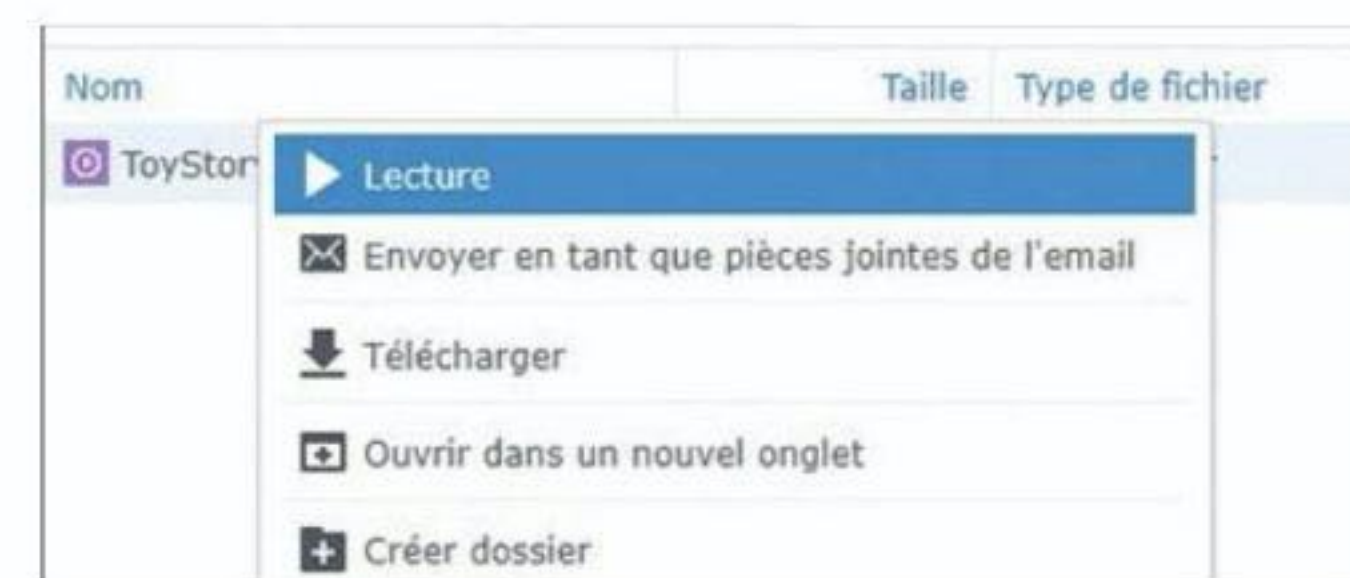 Nom Taille Type de fichier
ToyStor
Lecture
Envoyer en tant que pièces jointes de l'email
Télécharger
Ouvrir dans un nouvel onglet
Créer dossier